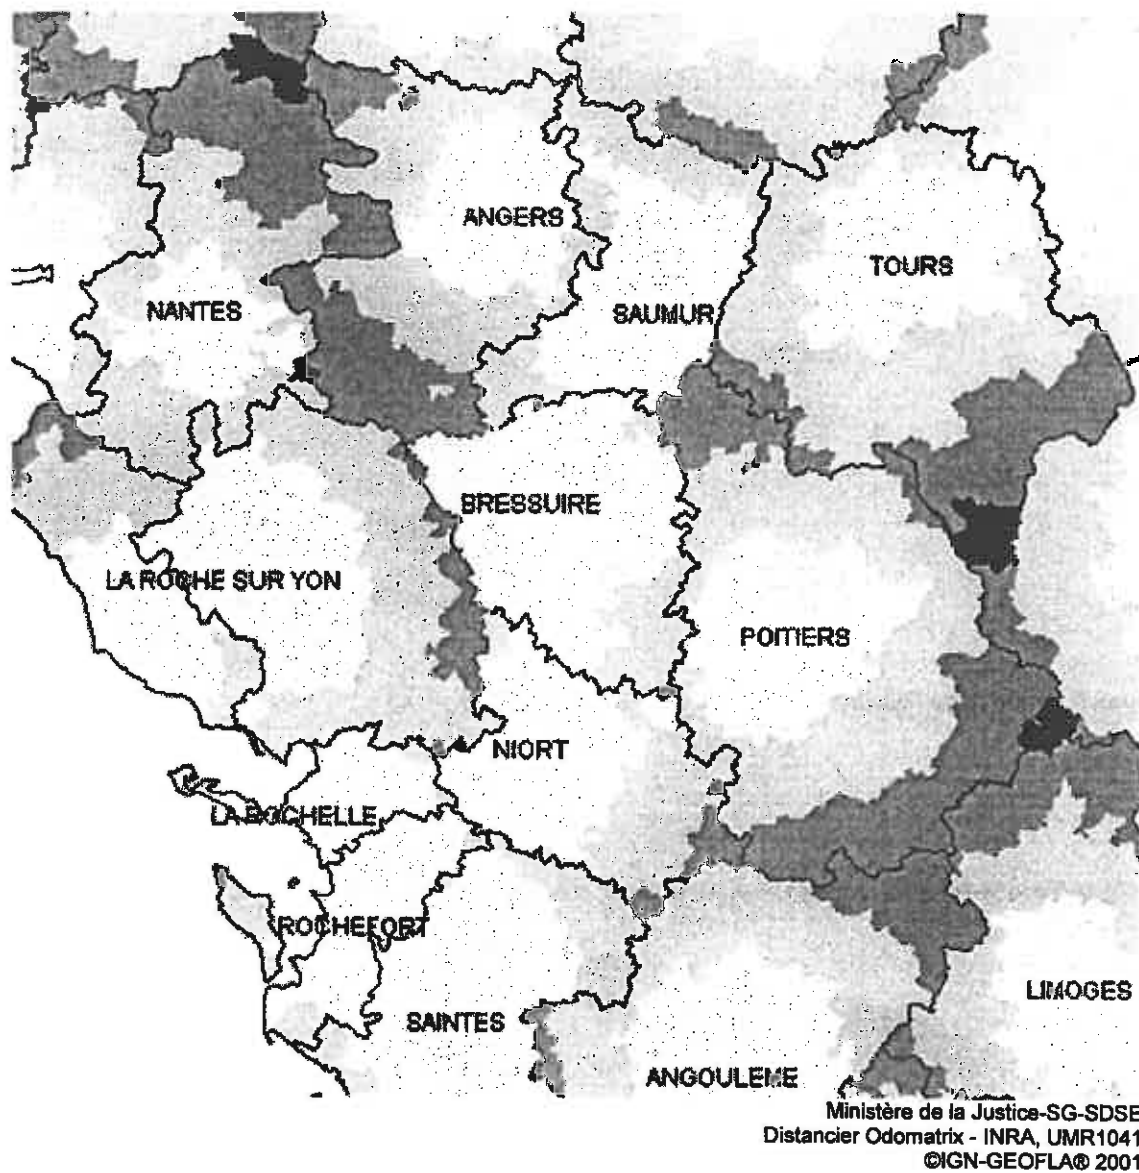 ANGERS
TOURS
NANTES
SAUMUR
BRESSUIRE
LA ROCHE SUR YON
POITIERS
NIORT
LA ROCHELLE
ROCHEFORT
LIMOGES
SAINTES
ANGOULEME
Ministère de la Justice-SG-SDSE
Distancier Odomatrix - INRA, UMR1041
©IGN-GEOFLA® 2001